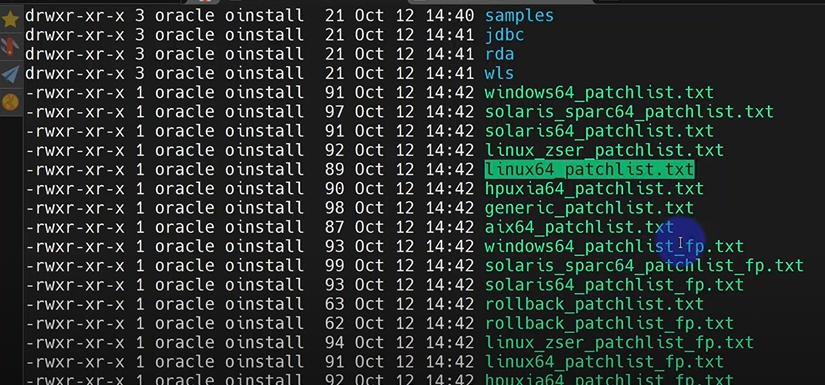 drwxr-xr-x 3 oracle oinstall  21 Oct 12 14:40 samples
drwxr-xr-x 3 oracle oinstall  21 Oct 12 14:41 jdbc
drwxr-xr-x 3 oracle oinstall  21 Oct 12 14:41 rda
drwxr-xr-x 3 oracle oinstall  21 Oct 12 14:41 wls
-rwxr-xr-x 1 oracle oinstall  91 Oct 12 14:42 windows64_patchlist.txt
-rwxr-xr-x 1 oracle oinstall  97 Oct 12 14:42 solaris_sparc64_patchlist.txt
-rwxr-xr-x 1 oracle oinstall  91 Oct 12 14:42 solaris64_patchlist.txt
-rwxr-xr-x 1 oracle oinstall  92 Oct 12 14:42 linux_zser_patchlist.txt
-rwxr-xr-x 1 oracle oinstall  89 Oct 12 14:42 linux64_patchlist.txt
-rwxr-xr-x 1 oracle oinstall  90 Oct 12 14:42 hpuxia64_patchlist.txt
-rwxr-xr-x 1 oracle oinstall  98 Oct 12 14:42 generic_patchlist.txt
-rwxr-xr-x 1 oracle oinstall  87 Oct 12 14:42 aix64_patchlist.txt
-rwxr-xr-x 1 oracle oinstall  93 Oct 12 14:42 windows64_patchlist_fp.txt
-rwxr-xr-x 1 oracle oinstall  99 Oct 12 14:42 solaris_sparc64_patchlist_fp.txt
-rwxr-xr-x 1 oracle oinstall  93 Oct 12 14:42 solaris64_patchlist_fp.txt
-rwxr-xr-x 1 oracle oinstall  63 Oct 12 14:42 rollback_patchlist.txt
-rwxr-xr-x 1 oracle oinstall  62 Oct 12 14:42 rollback_patchlist_fp.txt
-rwxr-xr-x 1 oracle oinstall  94 Oct 12 14:42 linux_zser_patchlist_fp.txt
-rwxr-xr-x 1 oracle oinstall  91 Oct 12 14:42 linux64_patchlist_fp.txt
-rwxr-xr-x 1 oracle oinstall  92 Oct 12 14:42 hpuxia64_patchlist_fp.txt